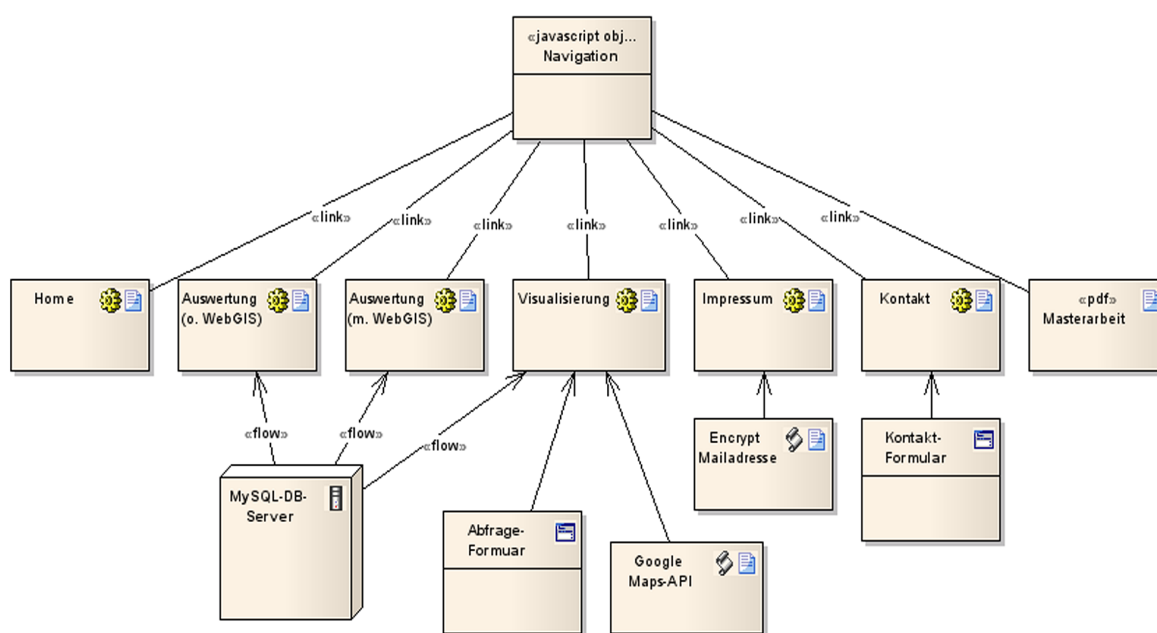 «javascript obj...
Navigation
«link»
«link»
«link»
«link»
«link»
«link»
«link»
Home
Auswertung
(o. WebGIS)
Auswertung
(m. WebGIS)
Visualisierung
Impressum
Kontakt
«pdf»
Masterarbeit
«flow»
«flow»
«flow»
MySQL-DB-
Server
Abfrage-
Formuar
Google
Maps-API
Encrypt
Mailadresse
Kontakt-
Formular